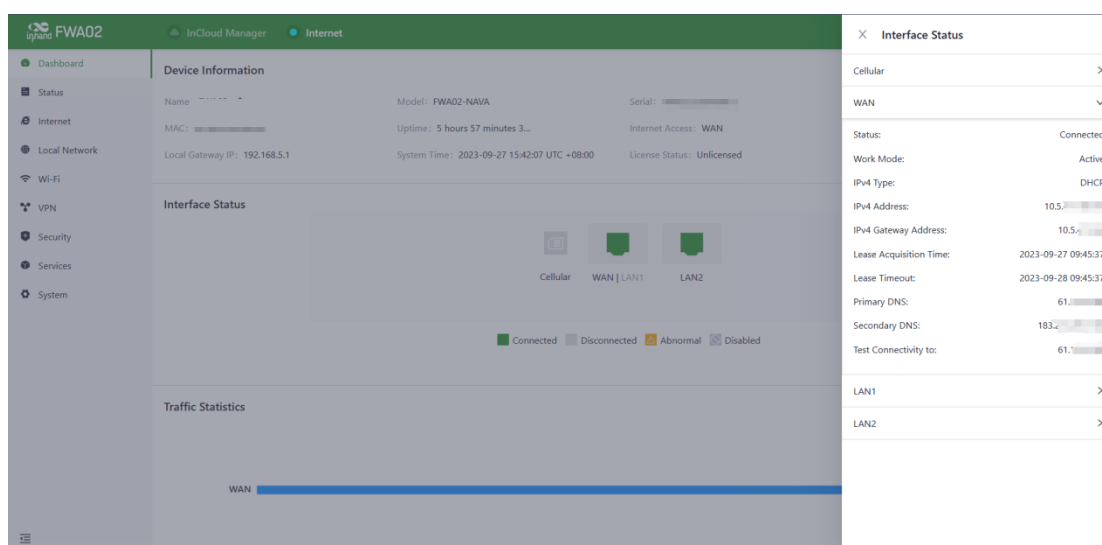 inhand FWA02
InCloud Manager
Internet
Dashboard
Status
Internet
Local Network
Wi-Fi
VPN
Security
Services
System
Device Information
Name
Model: FWA02-NAVA
Serial:
MAC:
Uptime: 5 hours 57 minutes 3...
Internet Access: WAN
Local Gateway IP: 192.168.5.1
System Time: 2023-09-27 15:42:07 UTC +08:00
License Status: Unlicensed
Interface Status
Cellular
WAN | LAN1
LAN2
Connected
Disconnected
Abnormal
Disabled
Traffic Statistics
WAN
Interface Status
Cellular
WAN
Status: Connected
Work Mode: Active
IPv4 Type: DHCP
IPv4 Address: 10.5.
IPv4 Gateway Address: 10.5.
Lease Acquisition Time: 2023-09-27 09:45:37
Lease Timeout: 2023-09-28 09:45:37
Primary DNS: 61.
Secondary DNS: 183.
Test Connectivity to: 61.
LAN1
LAN2